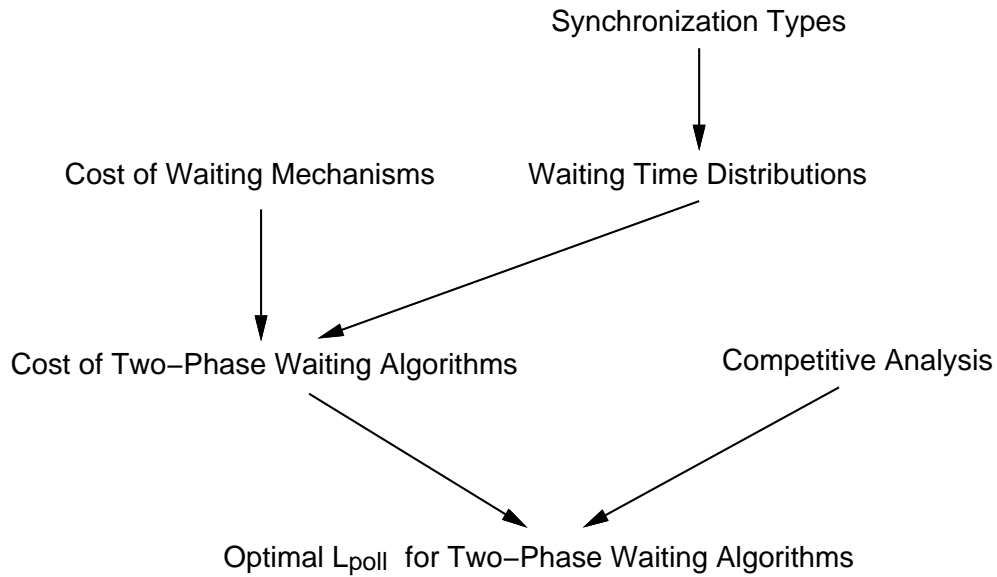 Synchronization Types
Cost of Waiting Mechanisms
Waiting Time Distributions
Cost of Two−Phase Waiting Algorithms
Competitive Analysis
Optimal Lpoll for Two−Phase Waiting Algorithms